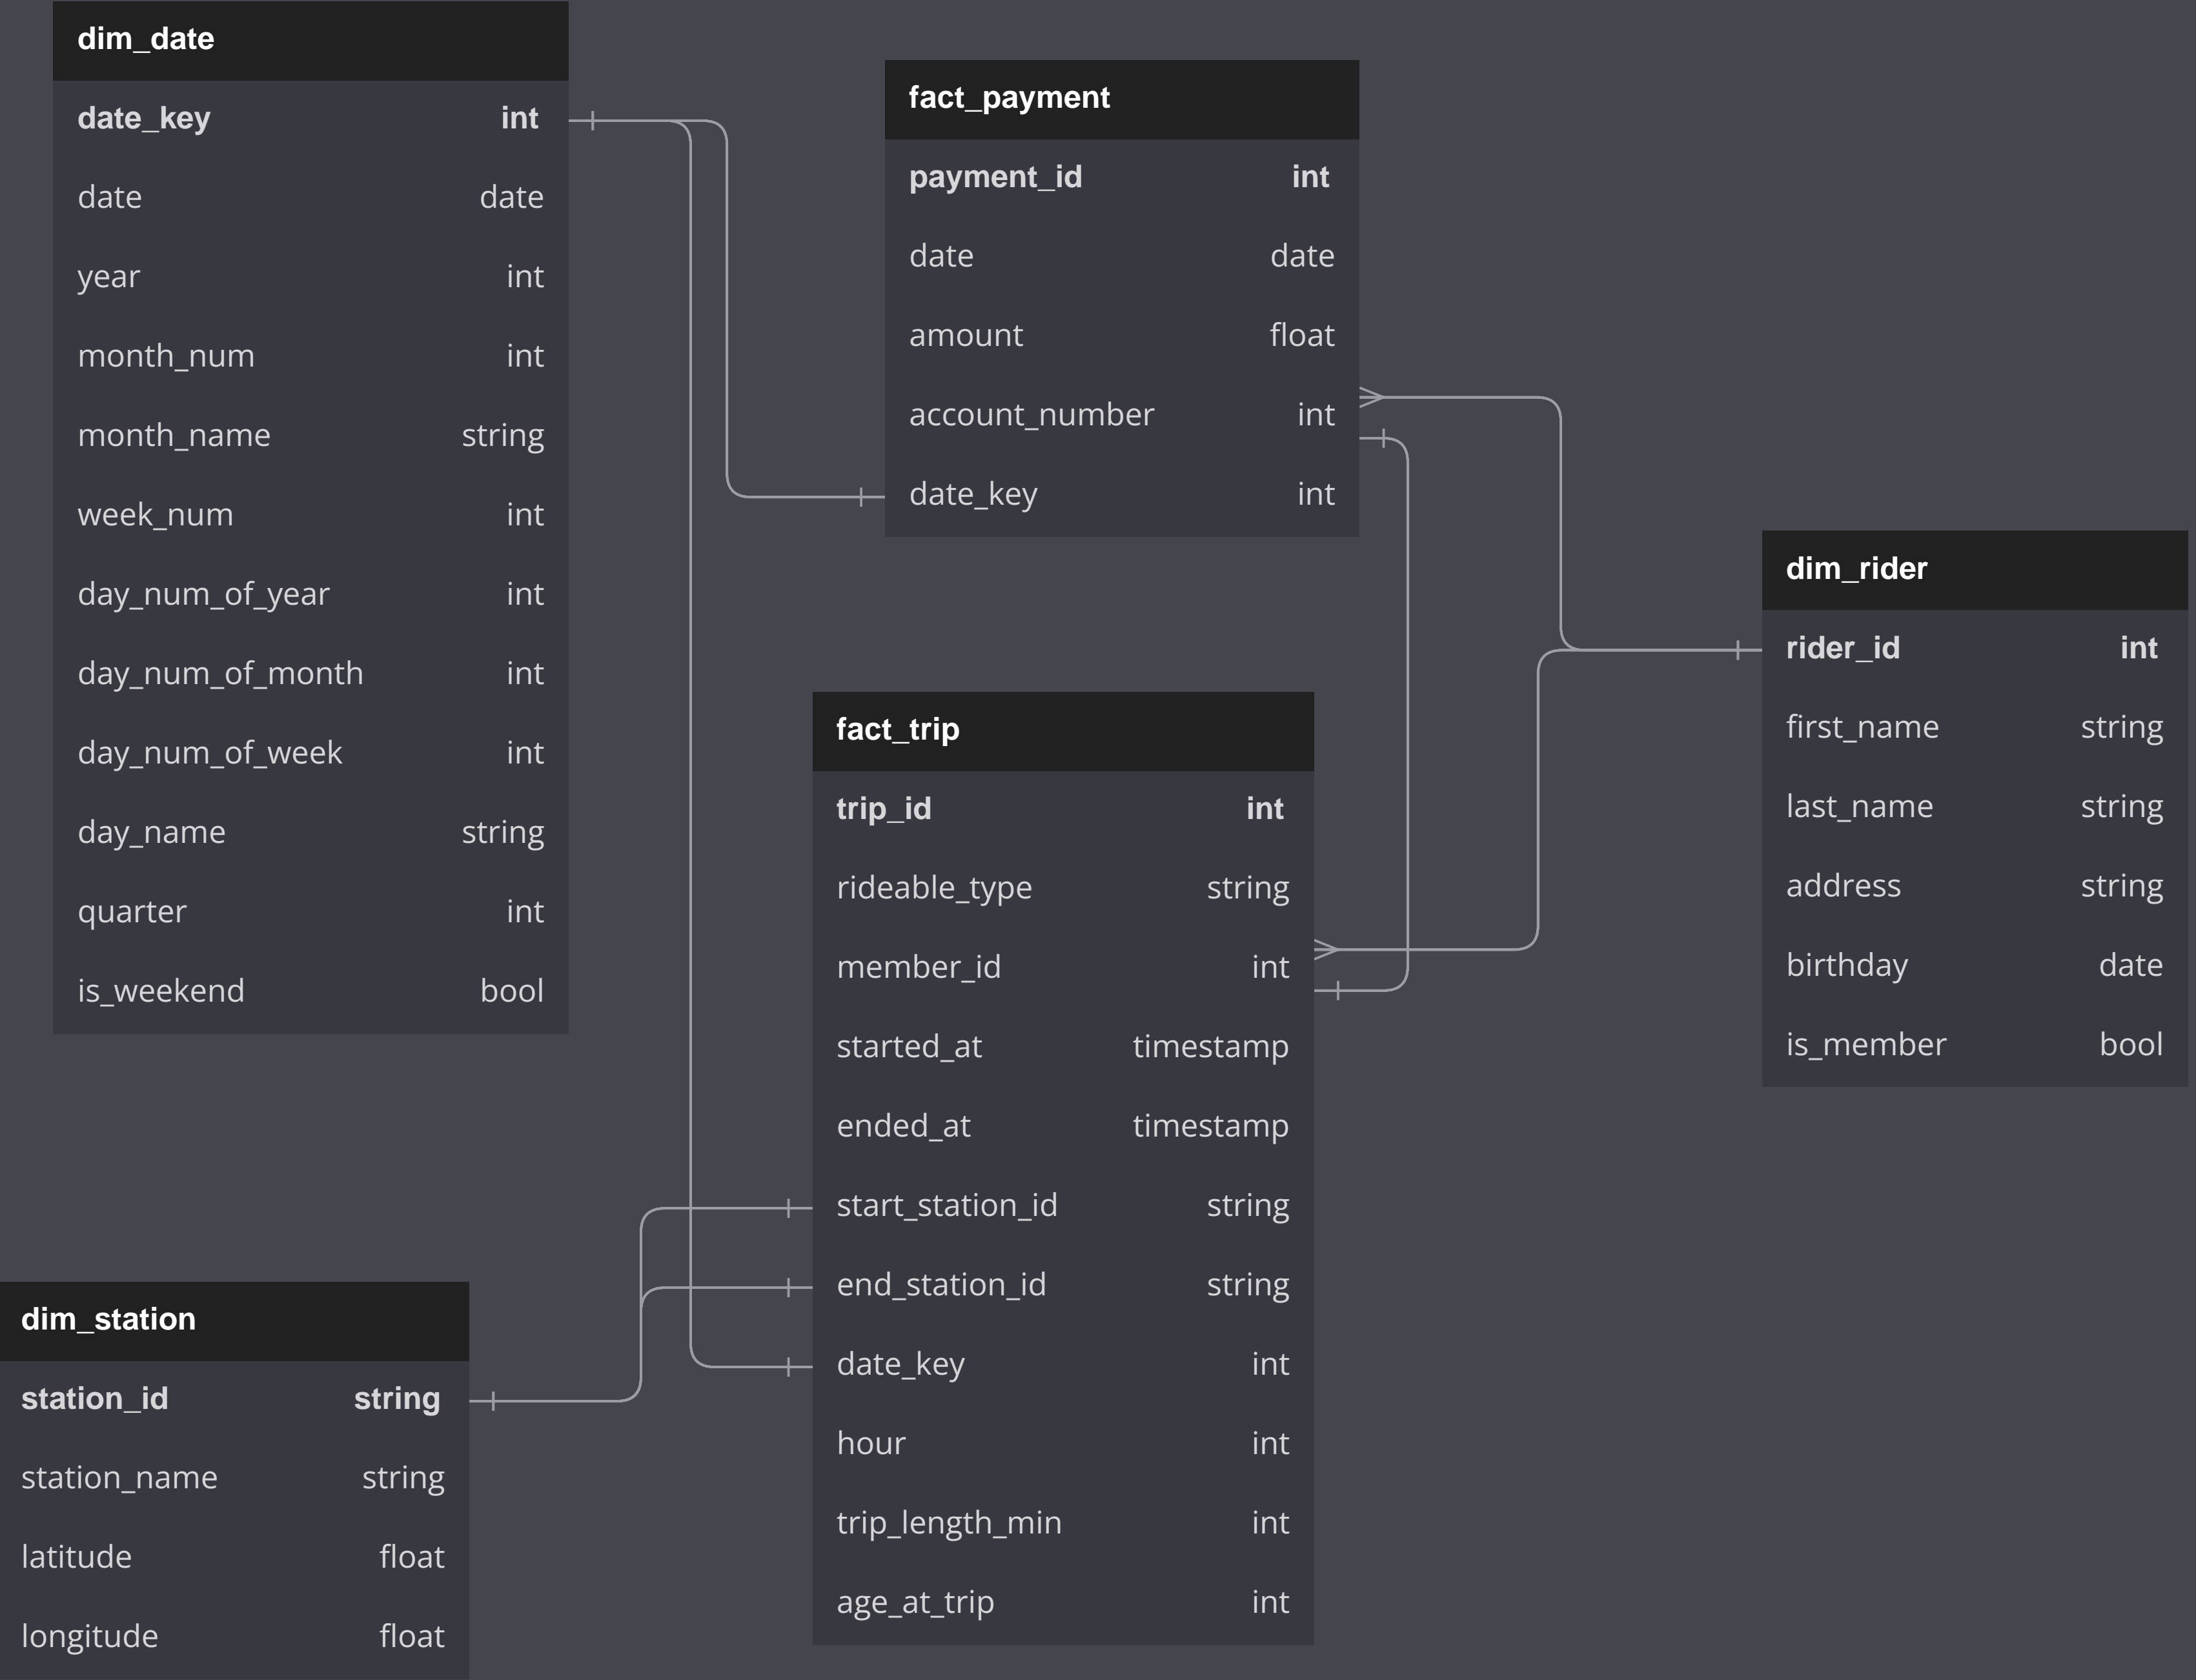 dim_date
date_key int
date date
year int
month_num int
month_name string
week_num int
day_num_of_year int
day_num_of_month int
day_num_of_week int
day_name string
quarter int
is_weekend bool
fact_payment
payment_id int
date date
amount float
account_number int
date_key int
dim_rider
rider_id int
first_name string
last_name string
address string
birthday date
is_member bool
fact_trip
trip_id int
rideable_type string
member_id int
started_at timestamp
ended_at timestamp
start_station_id string
end_station_id string
date_key int
hour int
trip_length_min int
age_at_trip int
dim_station
station_id string
station_name string
latitude float
longitude float